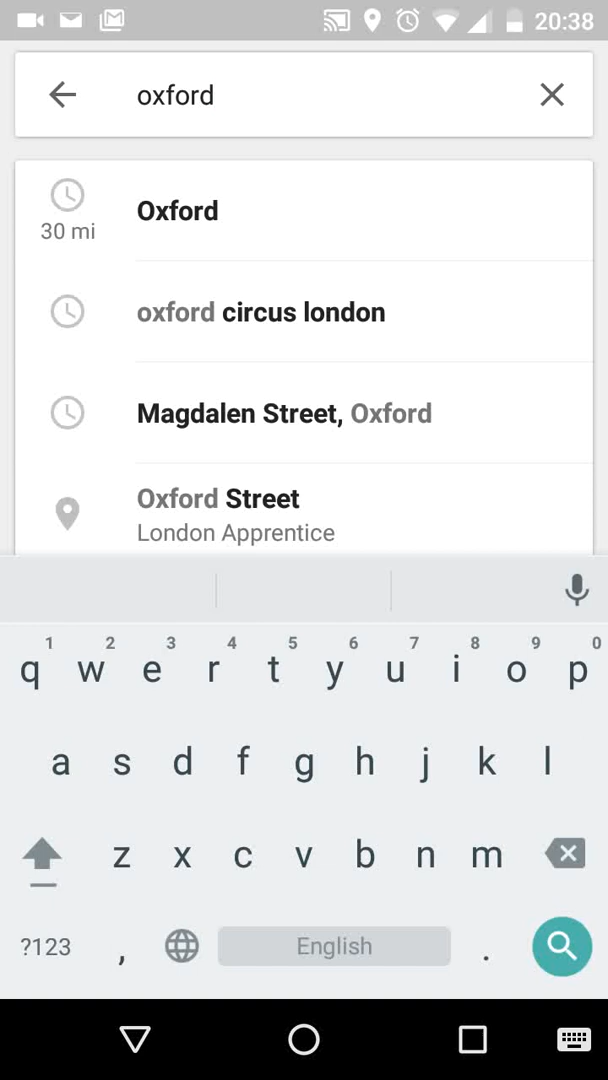 20:38
oxford
Oxford
30 mi
oxford circus london
Magdalen Street, Oxford
Oxford Street
London Apprentice
1 2 3 4 5 6 7 8 9 0
q w e r t y u i o p
a s d f g h j k l
z x c v b n m
?123 , English .